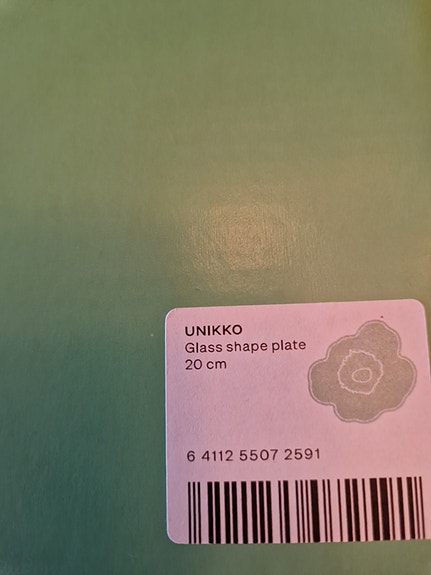 UNIKKO
Glass shape plate
20 cm
6 4112 5507 2591